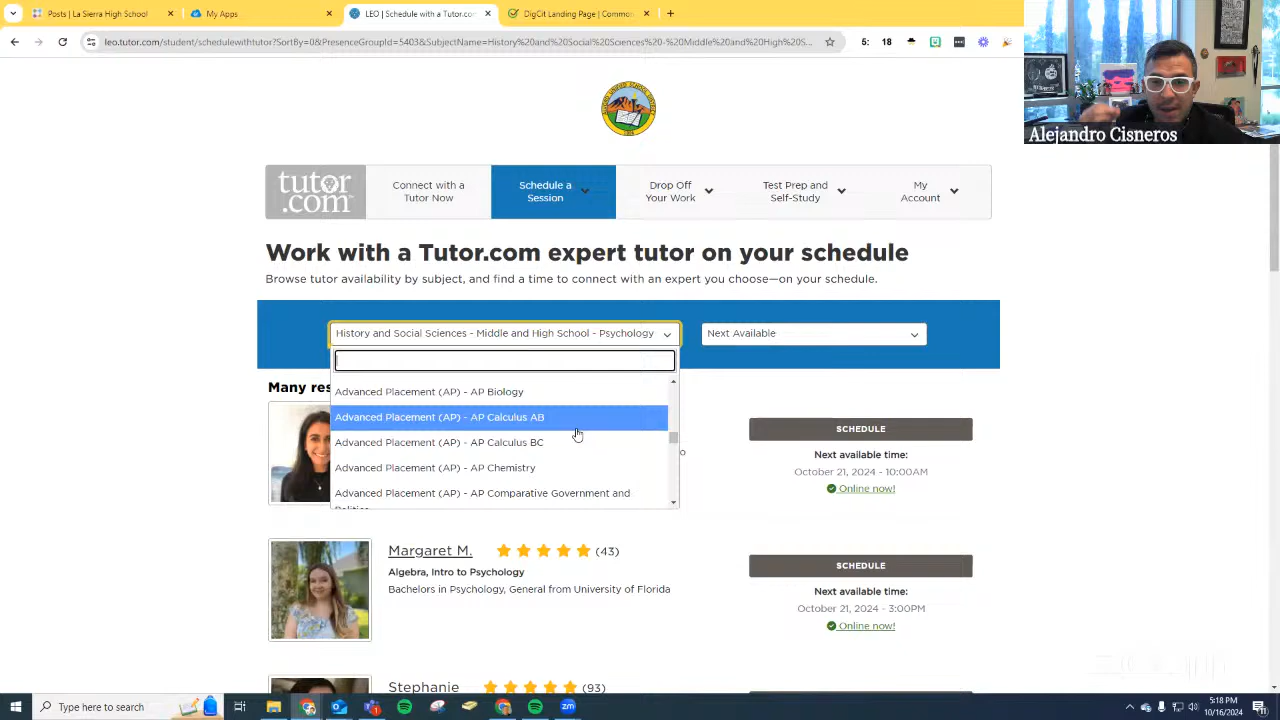 Posts | La Sierra High School
My Apps
LEO | Schedule with a Tutor.com
DigCit Landing Page | Common
leo.tutor.com/student/schedulewithtutor?SortBy=0&PresenceGroupId=5403&SubjectName=History%20and%20Social%20Sciences%20-%20Middle%20and%20High%20S...
5: 18
Alejandro Cisneros
tutor
.com
Connect with a
Tutor Now
Schedule a
Session
Drop Off
Your Work
Test Prep and
Self-Study
My
Account
Work with a Tutor.com expert tutor on your schedule
Browse tutor availability by subject, and find a time to connect with an expert you choose—on your schedule.
History and Social Sciences - Middle and High School - Psychology
Next Available
Many res
Advanced Placement (AP) - AP Biology
Advanced Placement (AP) - AP Calculus AB
Advanced Placement (AP) - AP Calculus BC
Advanced Placement (AP) - AP Chemistry
Advanced Placement (AP) - AP Comparative Government and
Politics
SCHEDULE
Next available time:
October 21, 2024 - 10:00AM
Online now!
Margaret M.
(43)
Algebra, Intro to Psychology
Bachelors in Psychology, General from University of Florida
SCHEDULE
Next available time:
October 21, 2024 - 3:00PM
Online now!
Stephanie
(93)
Type here to search
5:18 PM
10/16/2024